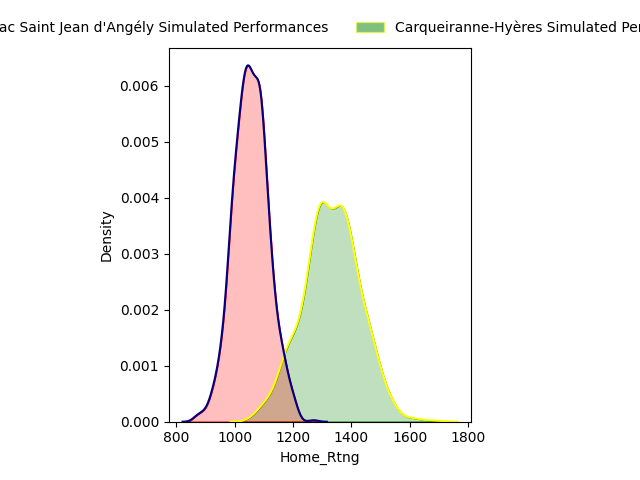 ac Saint Jean d'Angély Simulated Performances
Carqueiranne-Hyères Simulated Per
0.006
0.005
0.004
0.003
0.002
0.001
0.000
Density
800 1000 1200 1400 1600 1800
Home_Rtng